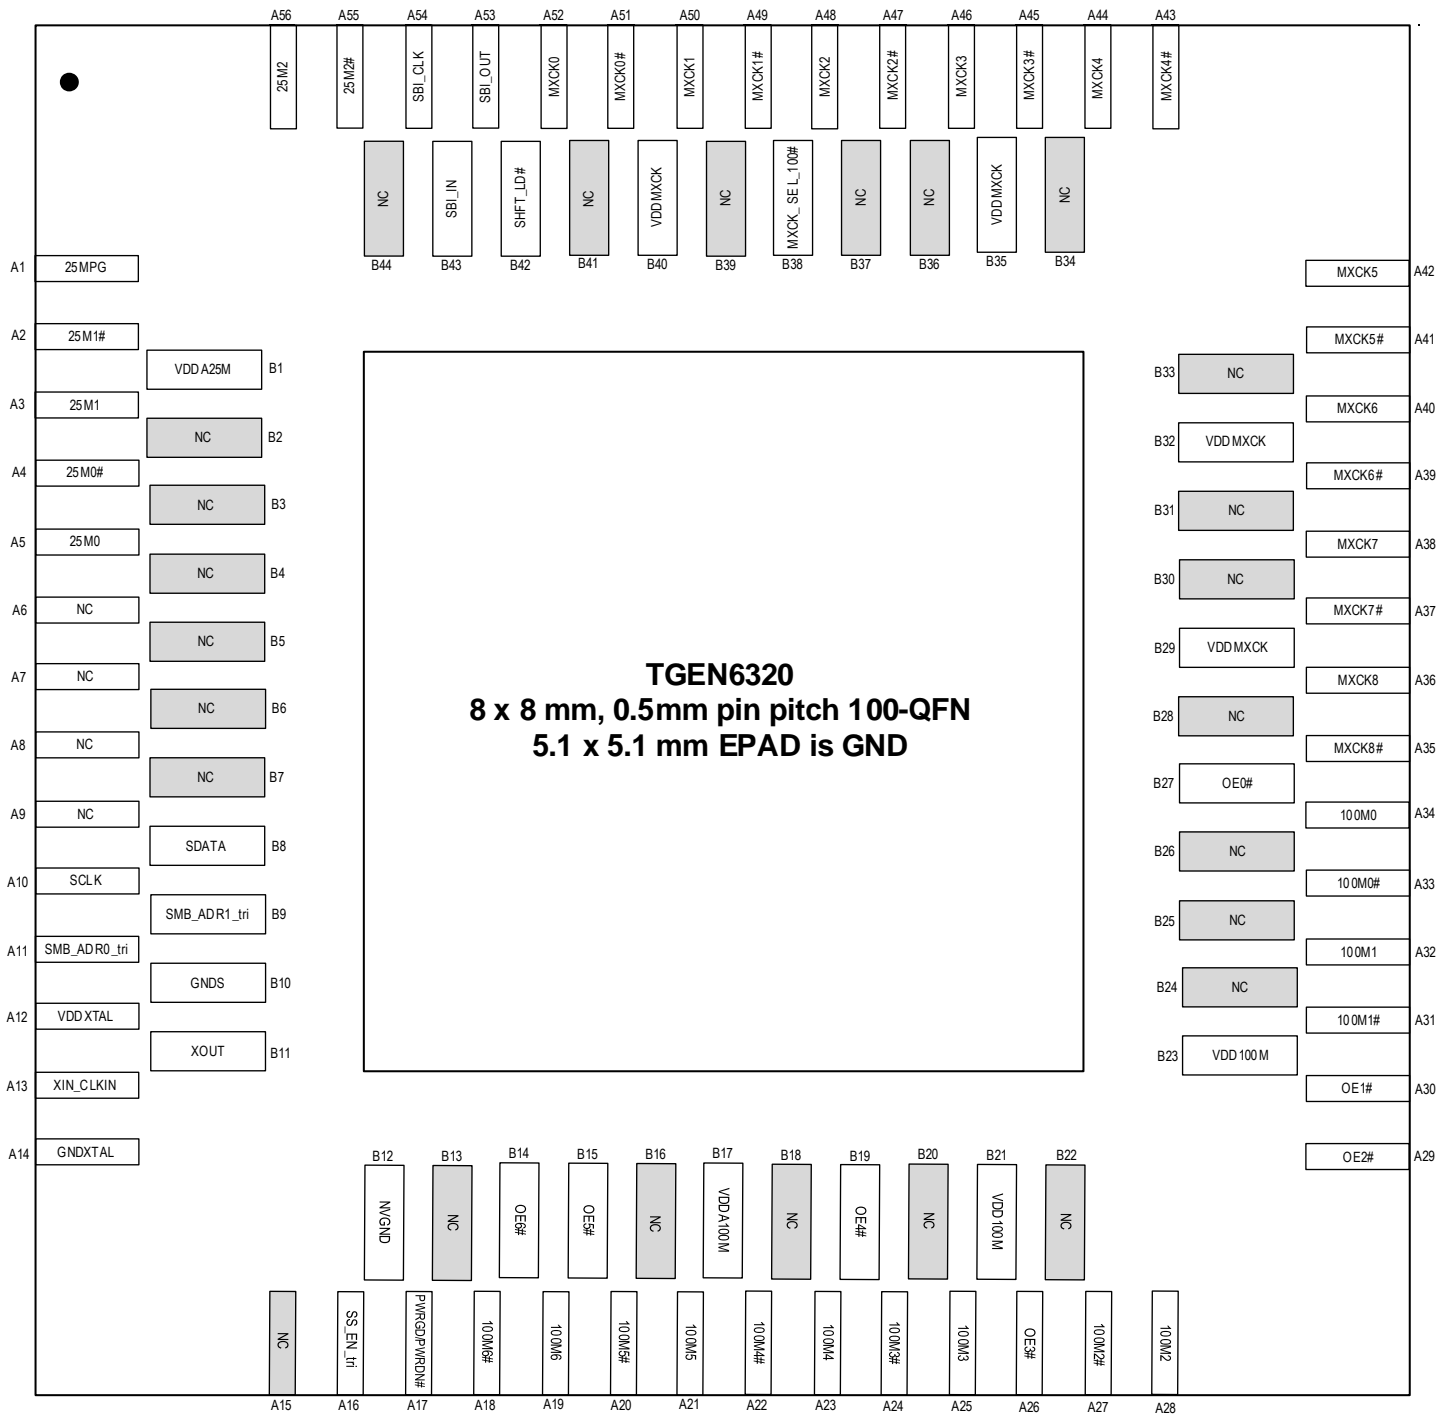 A56 A55 A54 A53 A52 A51 A50 A49 A48 A47 A46 A45 A44 A43
25M2 25M2# SBI_CLK SBI_OUT MXCK0 MXCK0# MXCK1 MXCK1# MXCK2 MXCK2# MXCK3 MXCK3# MXCK4 MXCK4#
NC SBI_IN SHFT_LD# NC VDDMXCK NC MXCK_SEL_100# NC NC VDDMXCK NC
B44 B43 B42 B41 B40 B39 B38 B37 B36 B35 B34
A1 25MPG
A2 25M1#
VDDA25M B1
A3 25M1
NC B2
A4 25M0#
NC B3
A5 25M0
NC B4
A6 NC
NC B5
A7 NC
NC B6
A8 NC
NC B7
A9 NC
SDATA B8
A10 SCLK
SMB_ADR1_tri B9
A11 SMB_ADR0_tri
GNDS B10
A12 VDDXTAL
XOUT B11
A13 XIN_CLKIN
A14 GNDXTAL
TGEN6320
8 x 8 mm, 0.5mm pin pitch 100-QFN
5.1 x 5.1 mm EPAD is GND
MXCK5 A42
MXCK5# A41
B33 NC
MXCK6 A40
B32 VDDMXCK
MXCK6# A39
B31 NC
MXCK7 A38
B30 NC
MXCK7# A37
B29 VDDMXCK
MXCK8 A36
B28 NC
MXCK8# A35
B27 OE0#
100M0 A34
B26 NC
100M0# A33
B25 NC
100M1 A32
B24 NC
100M1# A31
B23 VDD100M
OE1# A30
OE2# A29
B12 B13 B14 B15 B16 B17 B18 B19 B20 B21 B22
NVGND NC OE6# OE5# NC VDDA100M NC OE4# NC VDD100M NC
NC SS_EN_tri PWRGD/PWRDN# 100M6# 100M6 100M5# 100M5 100M4# 100M4 100M3# 100M3 OE3# 100M2# 100M2
A15 A16 A17 A18 A19 A20 A21 A22 A23 A24 A25 A26 A27 A28